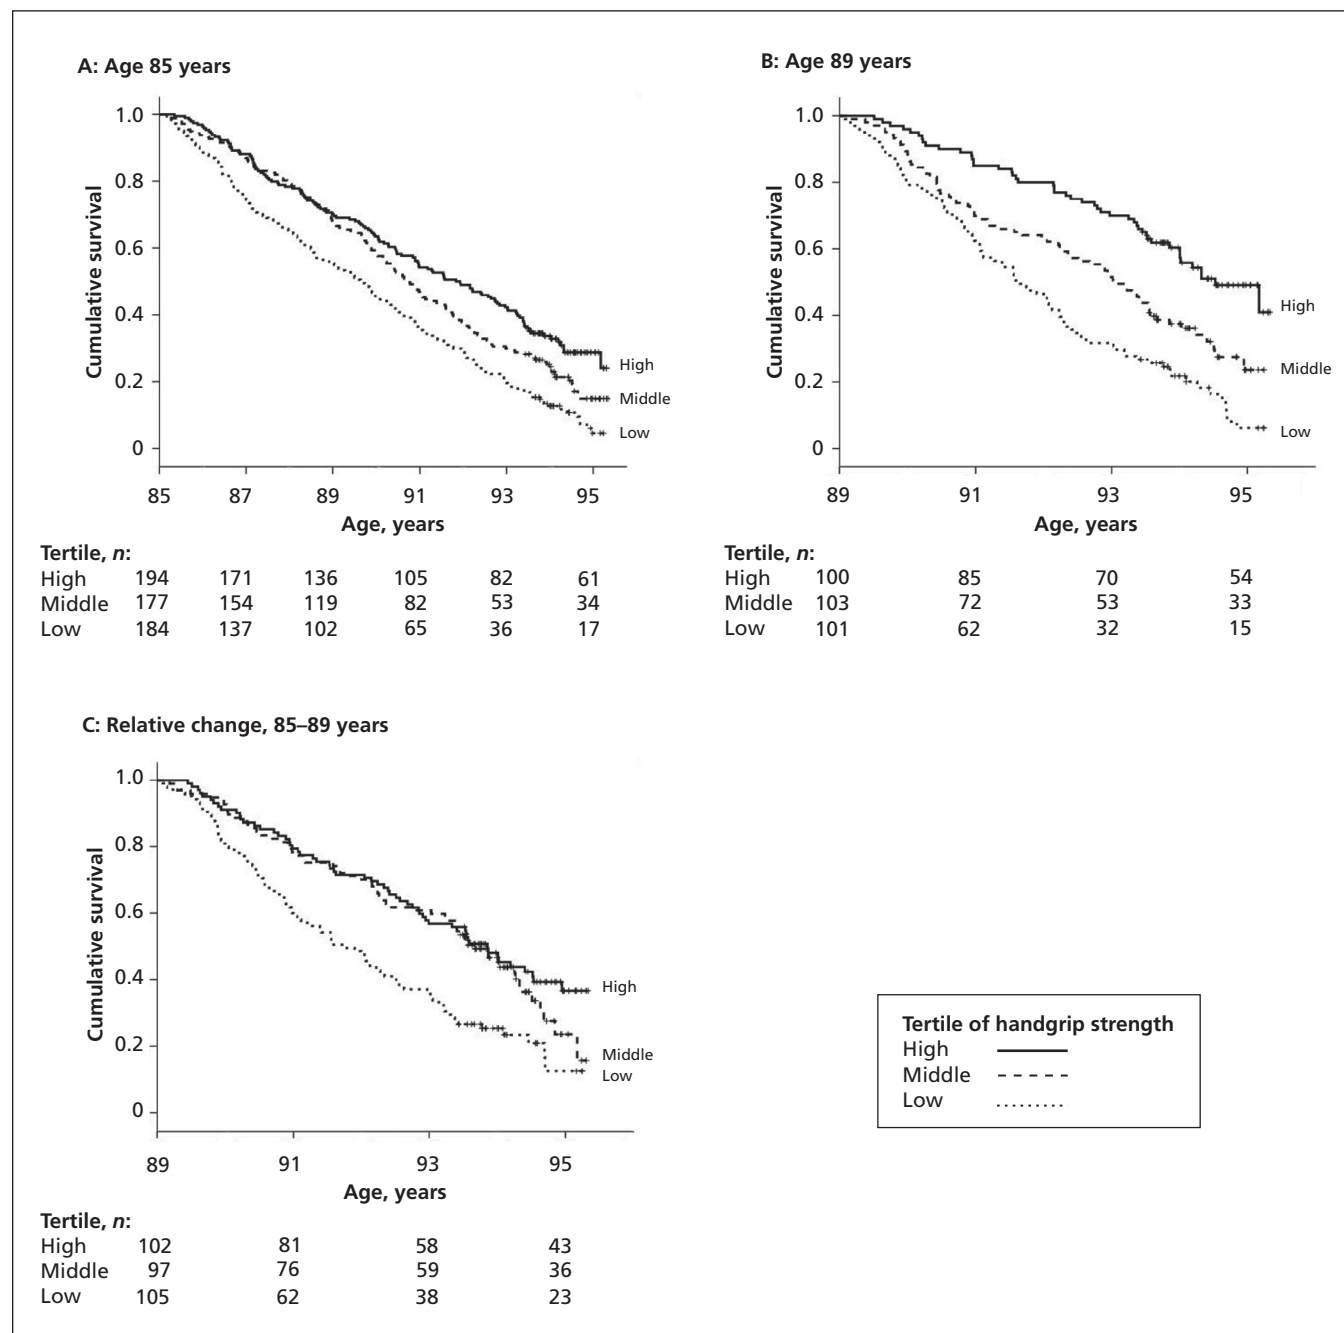 A: Age 85 years
Cumulative survival
1.0
0.8
0.6
0.4
0.2
0
High
Middle
Low
85 87 89 91 93 95
Age, years
Tertile, n:
High 194 171 136 105 82 61
Middle 177 154 119 82 53 34
Low 184 137 102 65 36 17
B: Age 89 years
Cumulative survival
1.0
0.8
0.6
0.4
0.2
0
High
Middle
Low
89 91 93 95
Age, years
Tertile, n:
High 100 85 70 54
Middle 103 72 53 33
Low 101 62 32 15
C: Relative change, 85–89 years
Cumulative survival
1.0
0.8
0.6
0.4
0.2
0
High
Middle
Low
89 91 93 95
Age, years
Tertile, n:
High 102 81 58 43
Middle 97 76 59 36
Low 105 62 38 23
Tertile of handgrip strength
High
Middle
Low